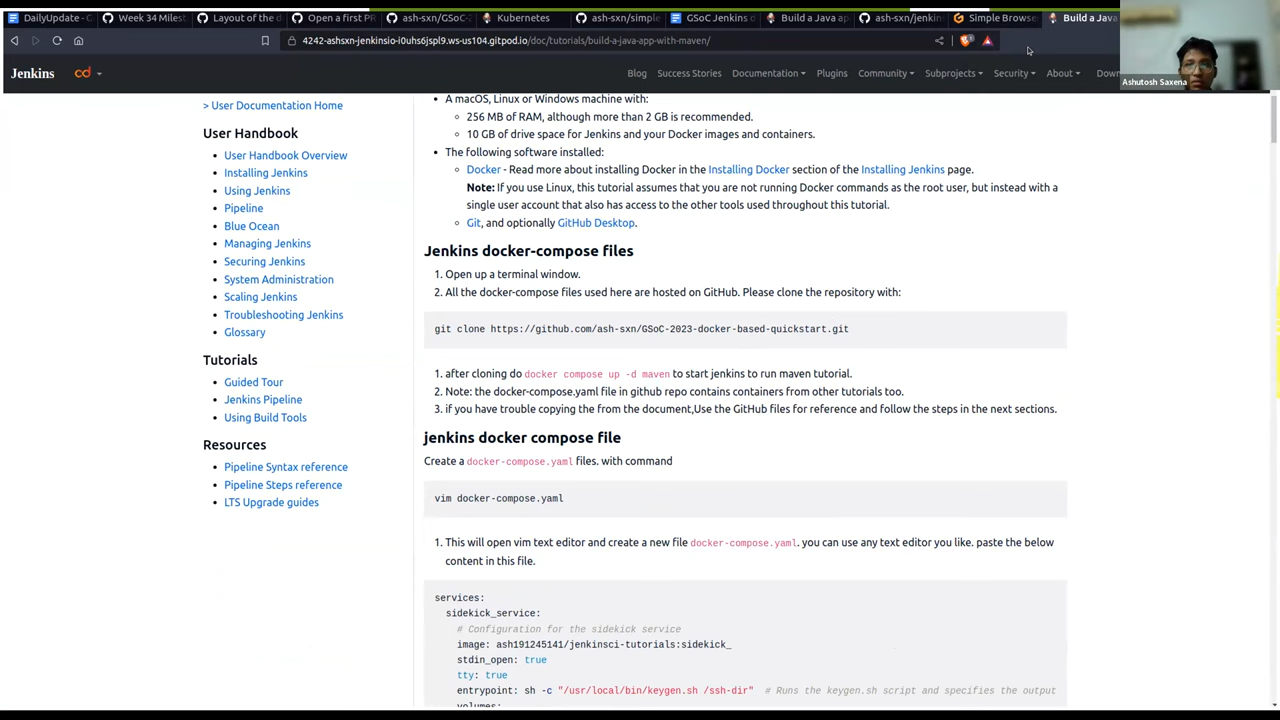 DailyUpdate - G
Week 34 Milest
Layout of the d
Open a first PR
ash-sxn/GSoC-2
Kubernetes
ash-sxn/simple
GSoC Jenkins d
Build a Java ap
ash-sxn/jenkin
Simple Browse
Build a Java
4242-ashsxn-jenkinsio-i0uhs6jspl9.ws-us104.gitpod.io/doc/tutorials/build-a-java-app-with-maven/
Ashutosh Saxena
Jenkins
cd
Blog Success Stories Documentation Plugins Community Subprojects Security About Down
> User Documentation Home
User Handbook
User Handbook Overview
Installing Jenkins
Using Jenkins
Pipeline
Blue Ocean
Managing Jenkins
Securing Jenkins
System Administration
Scaling Jenkins
Troubleshooting Jenkins
Glossary
Tutorials
Guided Tour
Jenkins Pipeline
Using Build Tools
Resources
Pipeline Syntax reference
Pipeline Steps reference
LTS Upgrade guides
A macOS, Linux or Windows machine with:
256 MB of RAM, although more than 2 GB is recommended.
10 GB of drive space for Jenkins and your Docker images and containers.
The following software installed:
Docker - Read more about installing Docker in the Installing Docker section of the Installing Jenkins page.
Note: If you use Linux, this tutorial assumes that you are not running Docker commands as the root user, but instead with a
single user account that also has access to the other tools used throughout this tutorial.
Git, and optionally GitHub Desktop.
Jenkins docker-compose files
1. Open up a terminal window.
2. All the docker-compose files used here are hosted on GitHub. Please clone the repository with:
git clone https://github.com/ash-sxn/GSoC-2023-docker-based-quickstart.git
1. after cloning do docker compose up -d maven to start jenkins to run maven tutorial.
2. Note: the docker-compose.yaml file in github repo contains containers from other tutorials too.
3. if you have trouble copying the from the document,Use the GitHub files for reference and follow the steps in the next sections.
jenkins docker compose file
Create a docker-compose.yaml files. with command
vim docker-compose.yaml
1. This will open vim text editor and create a new file docker-compose.yaml. you can use any text editor you like. paste the below
content in this file.
services:
sidekick_service:
# Configuration for the sidekick service
image: ash191245141/jenkinsci-tutorials:sidekick_
stdin_open: true
tty: true
entrypoint: sh -c "/usr/local/bin/keygen.sh /ssh-dir" # Runs the keygen.sh script and specifies the output
volumes: